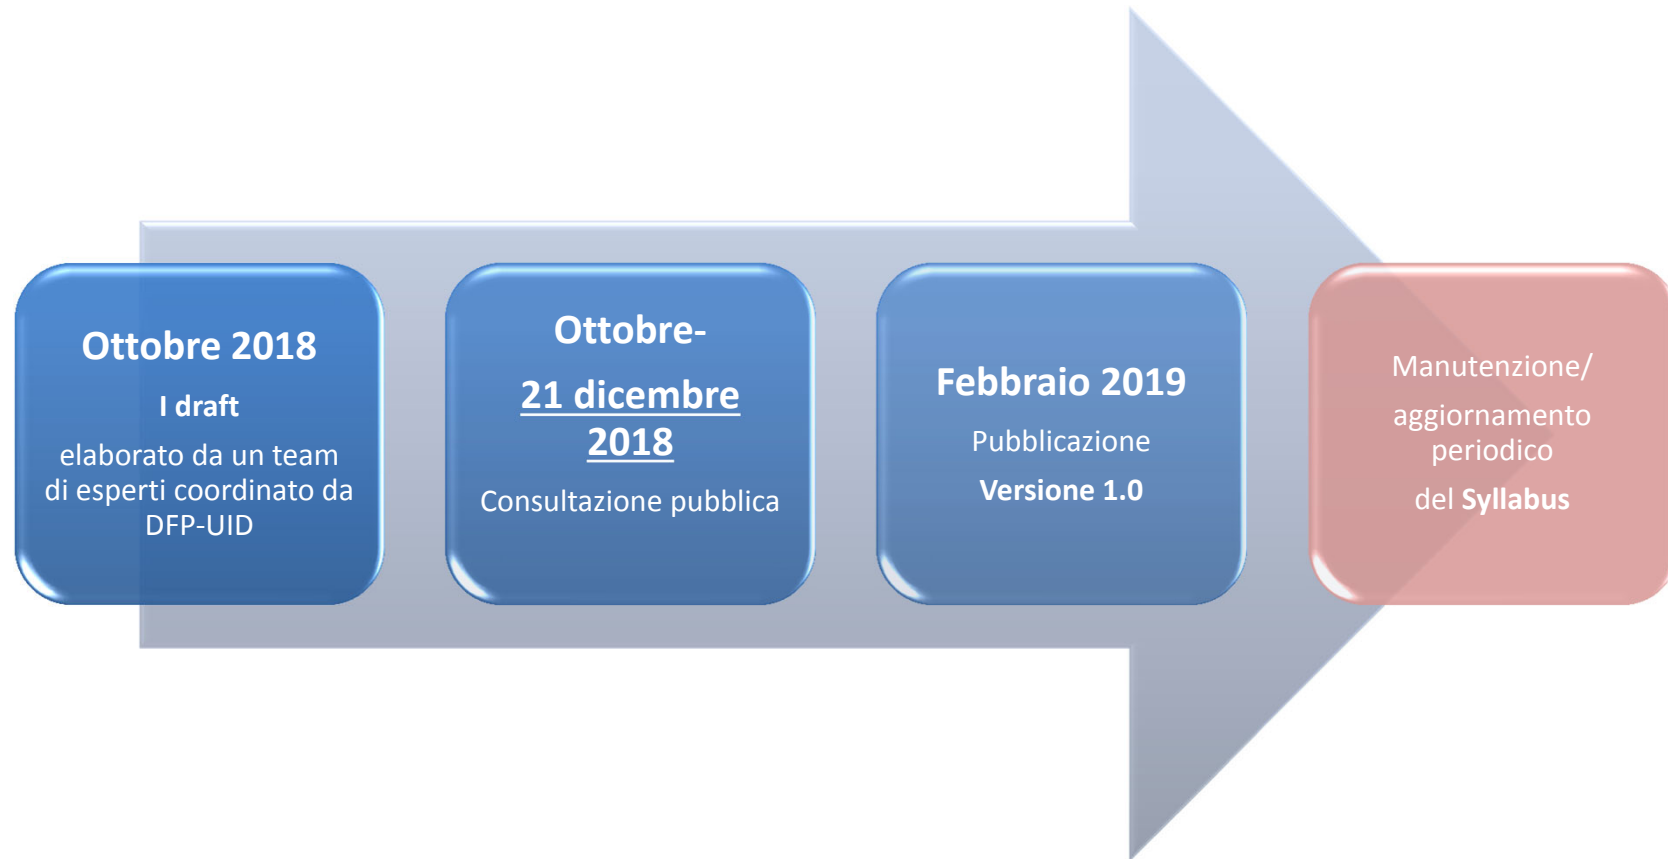 Ottobre 2018
I draft
elaborato da un team
di esperti coordinato da
DFP-UID
Ottobre-
21 dicembre
2018
Consultazione pubblica
Febbraio 2019
Pubblicazione
Versione 1.0
Manutenzione/
aggiornamento
periodico
del Syllabus